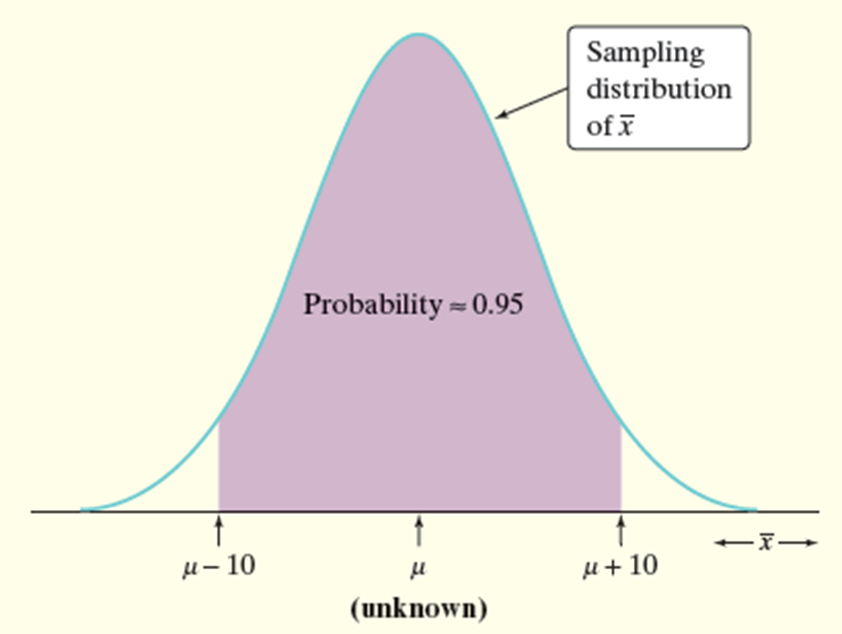 Sampling
distribution
of x̄
Probability ≈ 0.95
μ – 10
μ
μ + 10
x̄
(unknown)